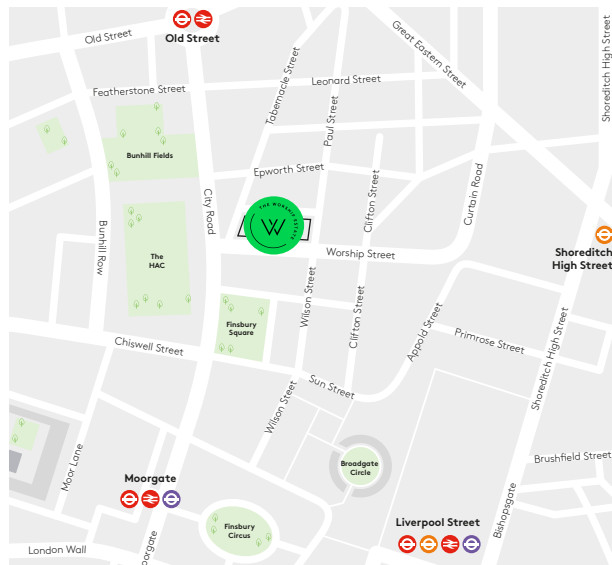 Old Street
Old Street
Great Eastern Street
Shoreditch High Street
Tabernacle Street
Leonard Street
Featherstone Street
Paul Street
Bunhill Fields
Epworth Street
Clifton Street
Curtain Road
City Road
THE WORSHIP ESTATE
W
Bunhill Row
The
HAC
Worship Street
Shoreditch
High Street
Wilson Street
Clifton Street
Finsbury
Square
Appold Street
Primrose Street
Shoreditch High Street
Chiswell Street
Sun Street
Wilson Steet
Moor Lane
Broadgate
Circle
Brushfield Street
Moorgate
Bishopsgate
Finsbury
Circus
Liverpool Street
London Wall
oorgate